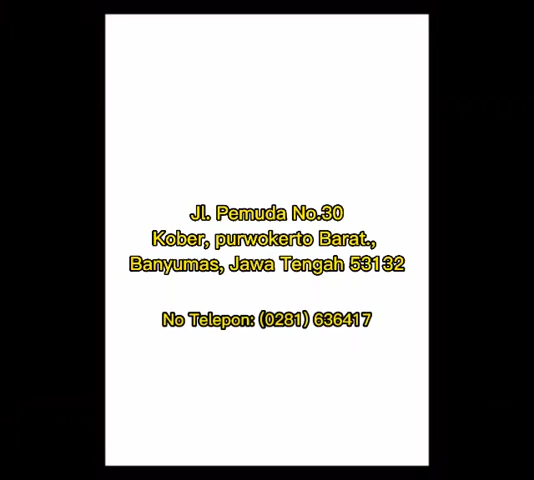 Jl. Pemuda No.30
Kober, purwokerto Barat.,
Banyumas, Jawa Tengah 53132
No Telepon: (0281) 636417